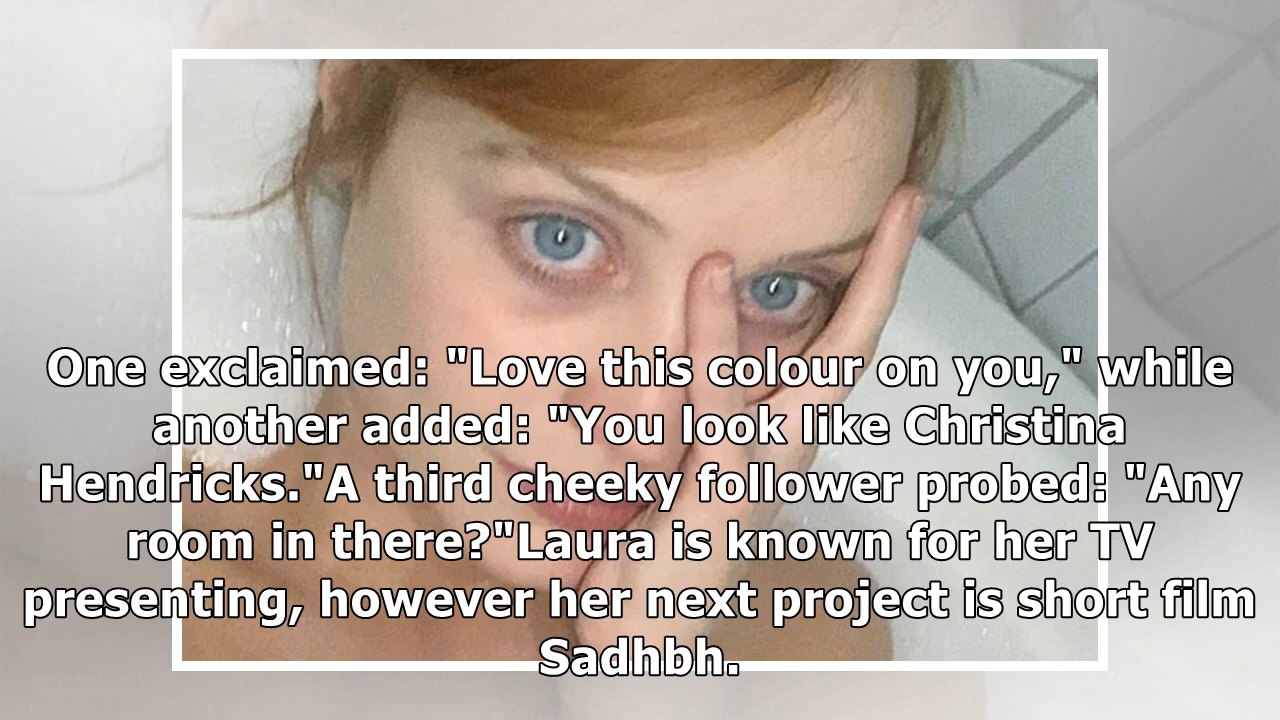 One exclaimed: "Love this colour on you," while
another added: "You look like Christina
Hendricks."A third cheeky follower probed: "Any
room in there?"Laura is known for her TV
presenting, however her next project is short film
Sadhbh.